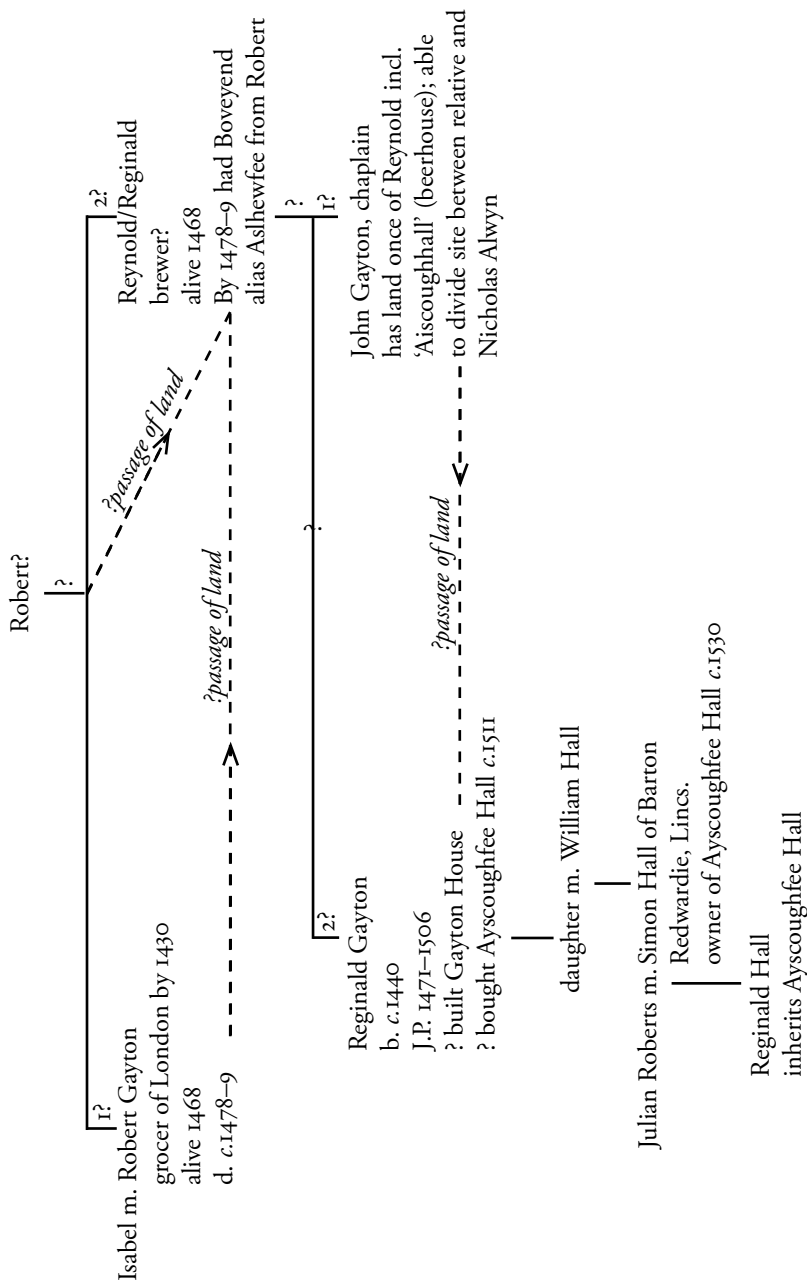 Robert?
?
1?
Isabel m. Robert Gayton
grocer of London by 1430
alive 1468
d. c.1478–9
2?
Reynold/Reginald
brewer?
alive 1468
By 1478–9 had Boveyend
alias Aslhewfee from Robert
?passage of land
?passage of land
?
?
2?
Reginald Gayton
b. c.1440
J.P. 1471–1506
? built Gayton House
? bought Ayscoughfee Hall c.1511
1?
John Gayton, chaplain
has land once of Reynold incl.
‘Aiscoughhall’ (beerhouse); able
to divide site between relative and
Nicholas Alwyn
?passage of land
daughter m. William Hall
Julian Roberts m. Simon Hall of Barton
Redwardie, Lincs.
owner of Ayscoughfee Hall c.1530
Reginald Hall
inherits Ayscoughfee Hall